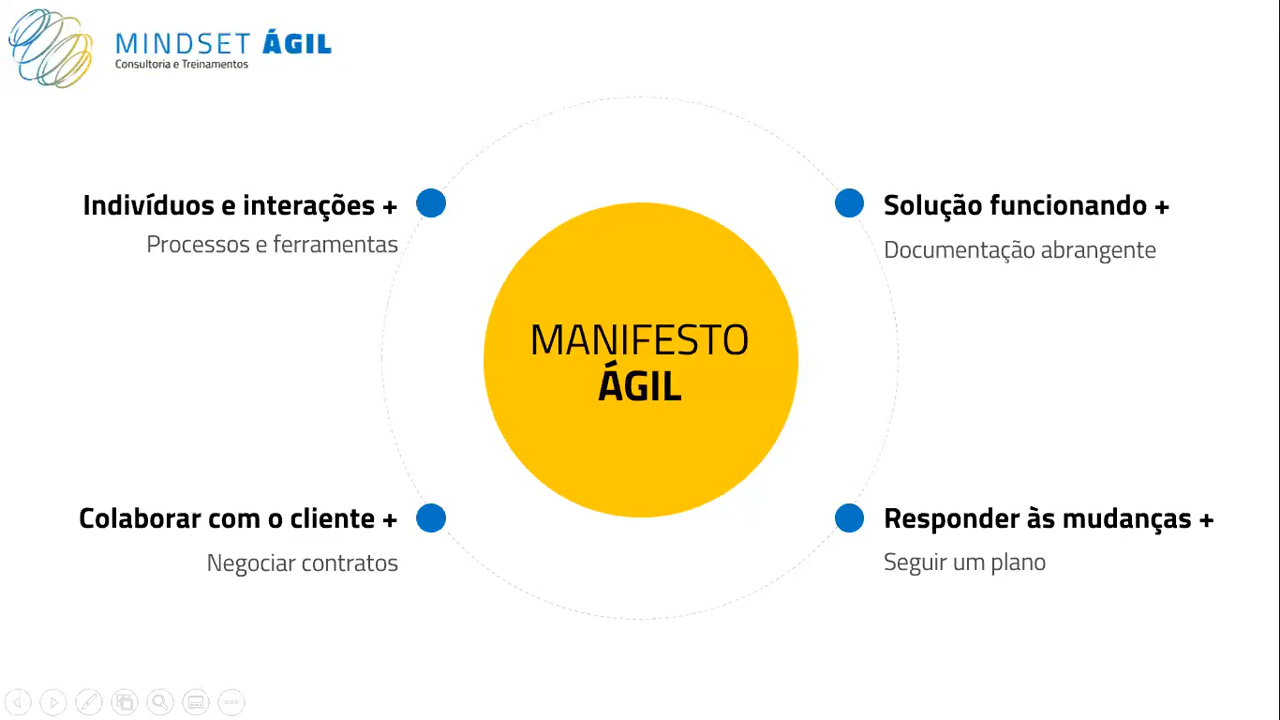 MINDSET ÁGIL
Consultoria e Treinamentos
Indivíduos e interações +
Processos e ferramentas
Solução funcionando +
Documentação abrangente
MANIFESTO
ÁGIL
Colaborar com o cliente +
Negociar contratos
Responder às mudanças +
Seguir um plano